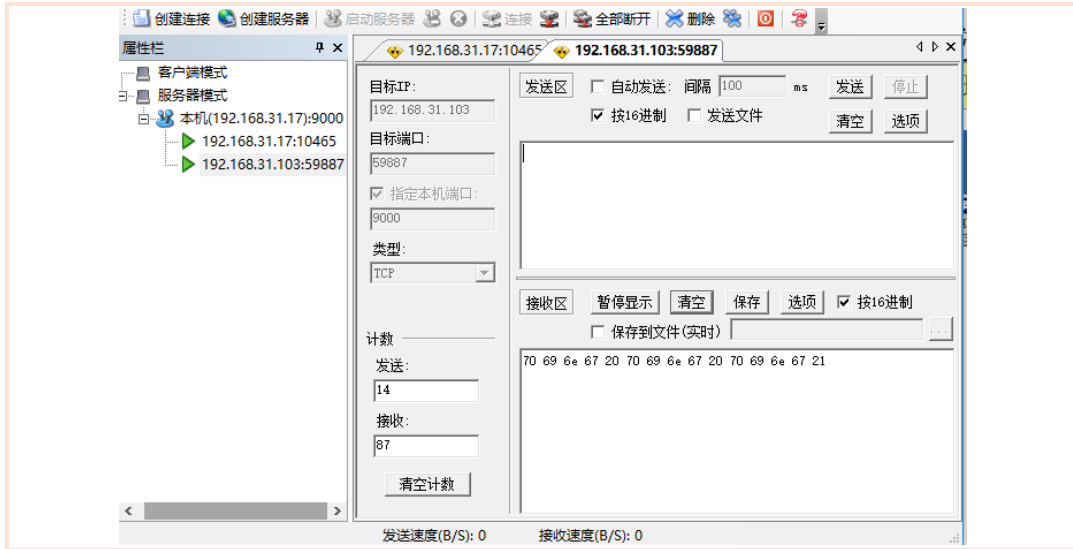 创建连接 创建服务器 启动服务器 连接 全部断开 删除
属性栏
客户端模式
服务器模式
本机(192.168.31.17):9000
192.168.31.17:10465
192.168.31.103:59887
192.168.31.17:10465 192.168.31.103:59887
目标IP:
192.168.31.103
目标端口:
59887
指定本机端口:
9000
类型:
TCP
计数
发送:
14
接收:
87
清空计数
发送区 自动发送: 间隔 100 ms 发送 停止
按16进制 发送文件 清空 选项
接收区 暂停显示 清空 保存 选项 按16进制
保存到文件(实时) ...
70 69 6e 67 20 70 69 6e 67 20 70 69 6e 67 21
发送速度(B/S): 0 接收速度(B/S): 0